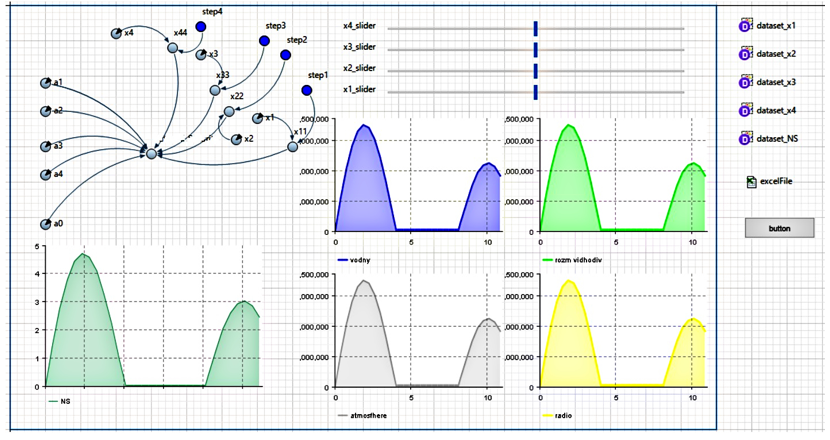 step4
x4
x44
step3
step2
x3
x33
step1
x22
a1
a2
x1
x11
a3
x2
a4
a0
x4_slider
x3_slider
x2_slider
x1_slider
dataset_x1
dataset_x2
dataset_x3
dataset_x4
dataset_NS
excelFile
button
,500,000
,000,000
,000,000
0
0 5 10
vodny
,500,000
,000,000
,000,000
0
0 5 10
rozm vidhodiv
5
4
3
2
1
0
NS
,500,000
,000,000
,000,000
0
0 5 10
atmosthere
,500,000
,000,000
,000,000
0
0 5 10
radio